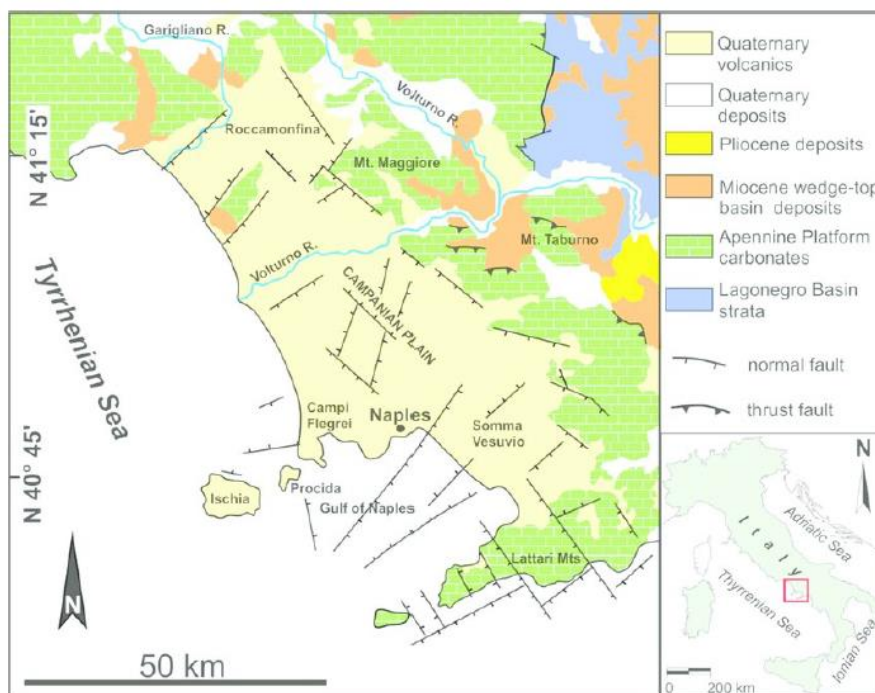 Garigliano R.
Volturno R.
Roccamonfina
Mt. Maggiore
Mt. Taburno
Volturno R.
CAMPANIAN PLAIN
Tyrrhenian Sea
Campi
Flegrei
Naples
Somma
Vesuvio
Ischia
Procida
Gulf of Naples
Lattari Mts
N 41° 15'
N 40° 45'
N
50 km
Quaternary
volcanics
Quaternary
deposits
Pliocene deposits
Miocene wedge-top
basin deposits
Apennine Platform
carbonates
Lagonegro Basin
strata
normal fault
thrust fault
N
Italy
Adriatic Sea
Thyrrenian Sea
Ionian Sea
0 200 km